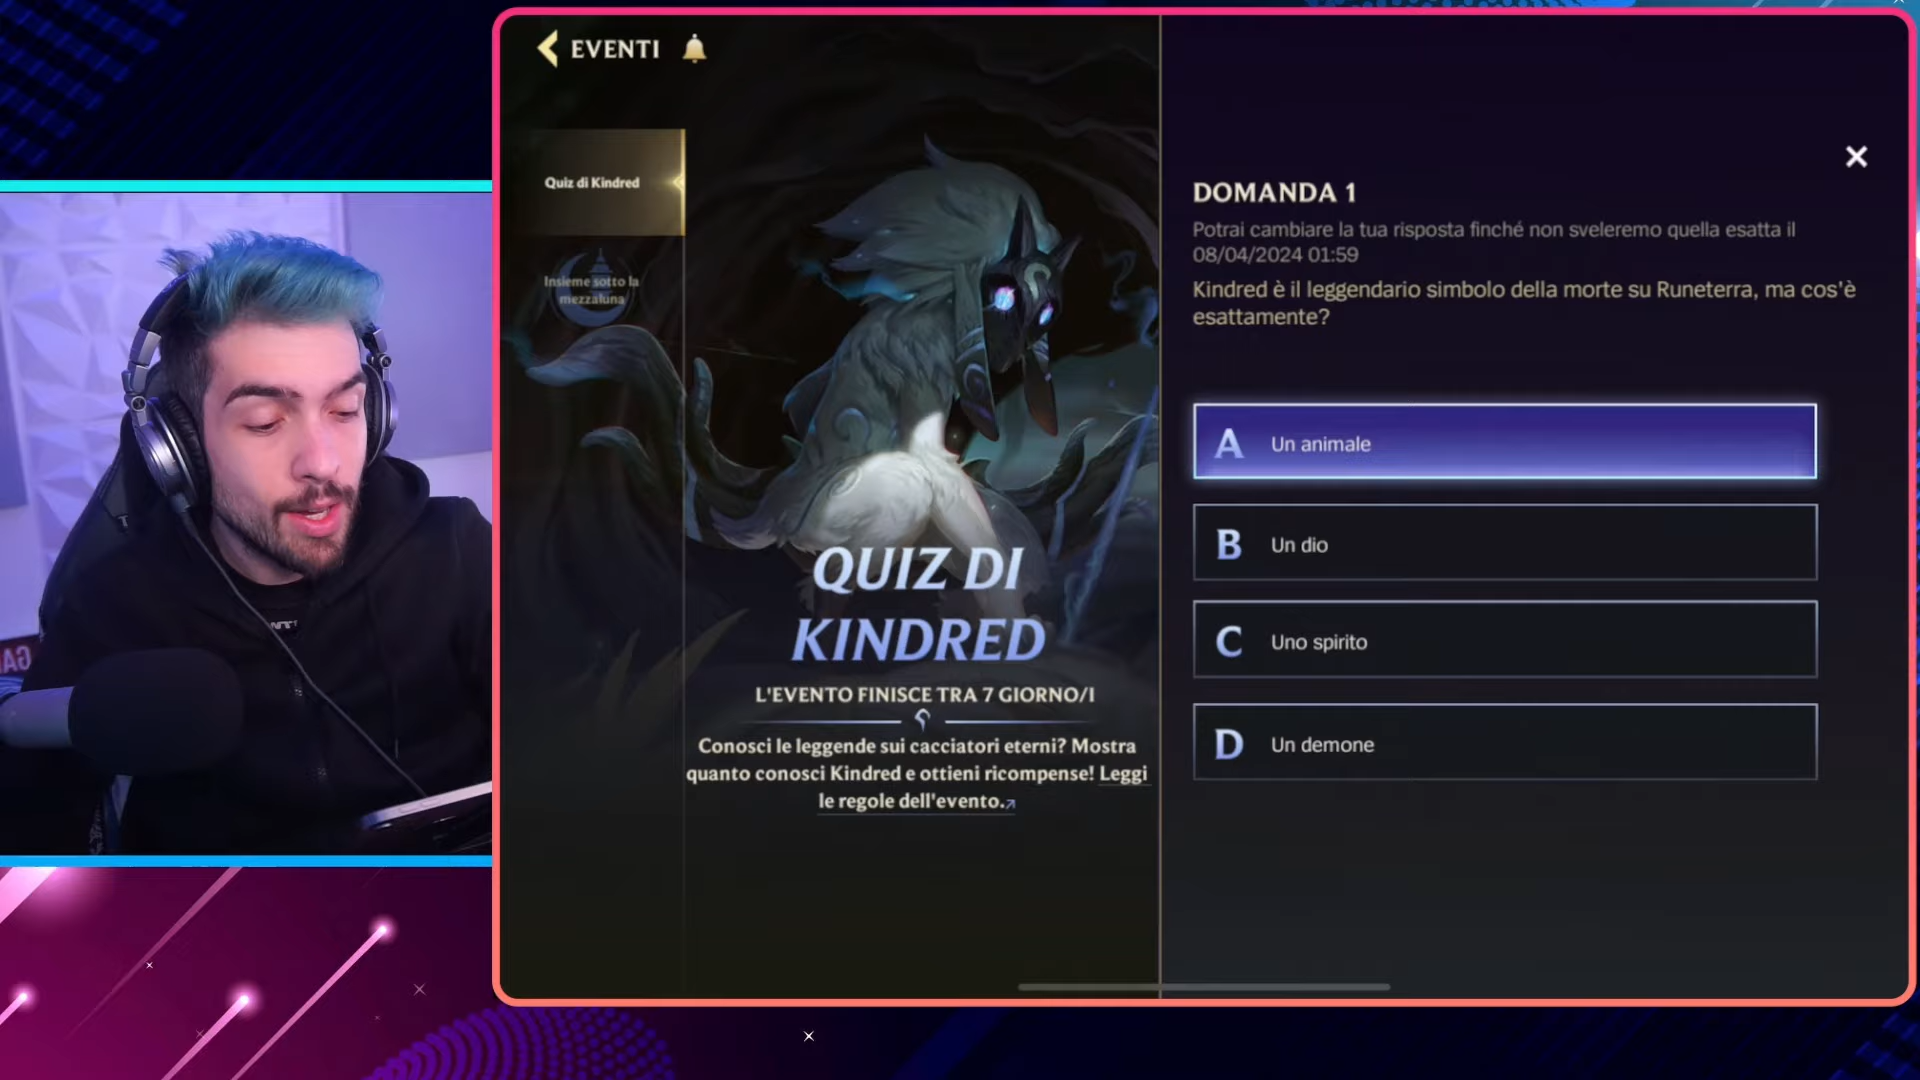 EVENTI
Quiz di Kindred
Insieme sotto la
mezzaluna
QUIZ DI
KINDRED
L'EVENTO FINISCE TRA 7 GIORNO/I
Conosci le leggende sui cacciatori eterni? Mostra
quanto conosci Kindred e ottieni ricompense! Leggi
le regole dell'evento.
DOMANDA 1
Potrai cambiare la tua risposta finché non sveleremo quella esatta il
08/04/2024 01:59
Kindred è il leggendario simbolo della morte su Runeterra, ma cos'è
esattamente?
A Un animale
B Un dio
C Uno spirito
D Un demone